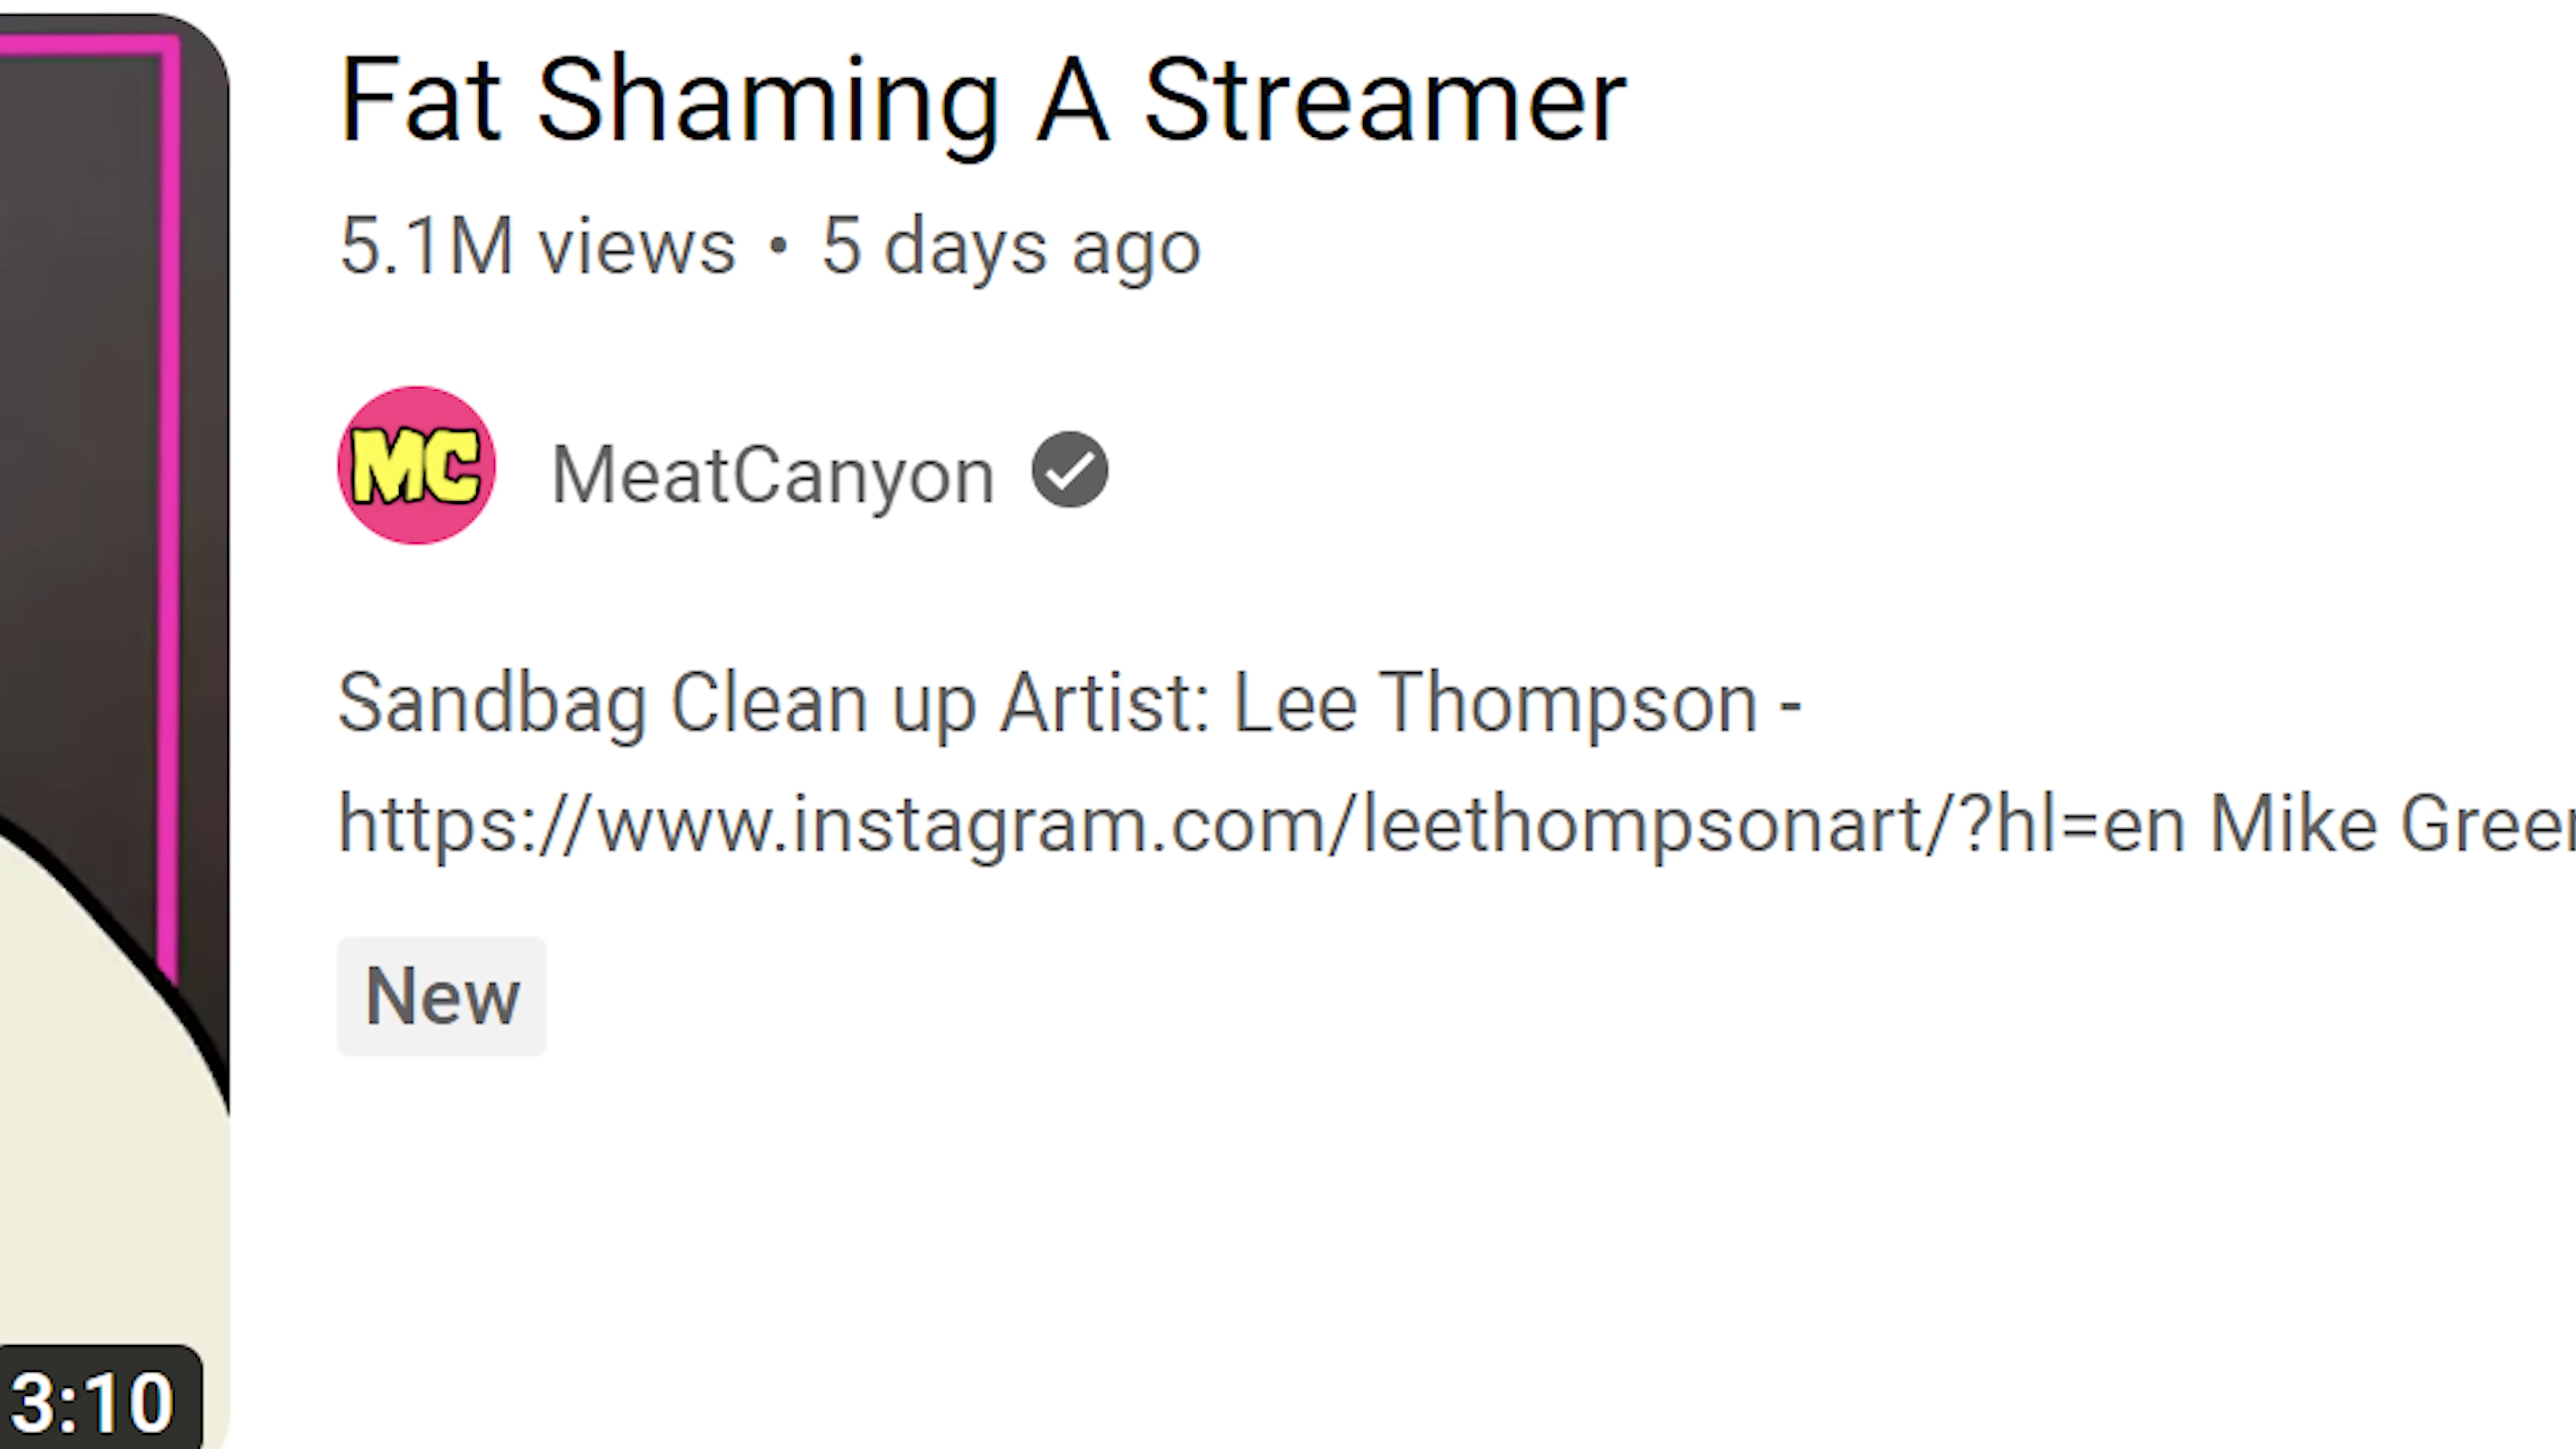 Fat Shaming A Streamer
5.1M views • 5 days ago
MC
MeatCanyon
Sandbag Clean up Artist: Lee Thompson -
https://www.instagram.com/leethompsonart/?hl=en Mike
New
3:10